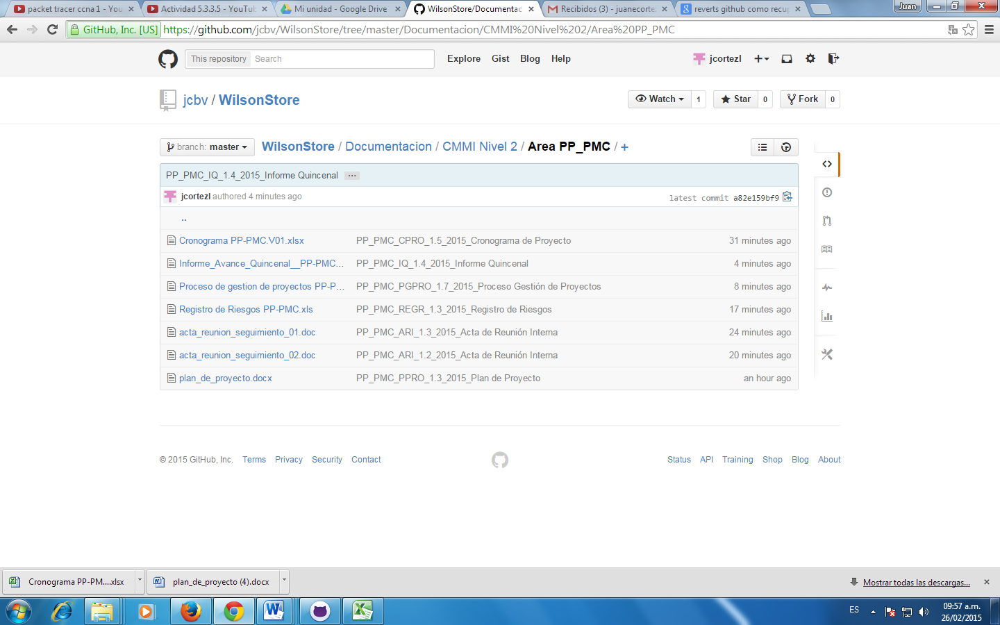 packet tracer ccna 1 - You
Actividad 5.3.3.5 - YouTub
Mi unidad - Google Drive
WilsonStore/Documentac
Recibidos (3) - juanecorte
reverts github como recup
Juan
GitHub, Inc. [US] https://github.com/jcbv/WilsonStore/tree/master/Documentacion/CMMI%20Nivel%202/Area%20PP_PMC
This repository Search Explore Gist Blog Help jcortezl
jcbv / WilsonStore
Watch 1 Star 0 Fork 0
branch: master WilsonStore / Documentacion / CMMI Nivel 2 / Area PP_PMC / +
PP_PMC_IQ_1.4_2015_Informe Quincenal ...
jcortezl authored 4 minutes ago latest commit a82e159bf9
..
Cronograma PP-PMC.V01.xlsx PP_PMC_CPRO_1.5_2015_Cronograma de Proyecto 31 minutes ago
Informe_Avance_Quincenal__PP-PMC... PP_PMC_IQ_1.4_2015_Informe Quincenal 4 minutes ago
Proceso de gestion de proyectos PP-P... PP_PMC_PGPRO_1.7_2015_Proceso Gestión de Proyectos 8 minutes ago
Registro de Riesgos PP-PMC.xls PP_PMC_REGR_1.3_2015_Registro de Riesgos 17 minutes ago
acta_reunion_seguimiento_01.doc PP_PMC_ARI_1.3_2015_Acta de Reunión Interna 24 minutes ago
acta_reunion_seguimiento_02.doc PP_PMC_ARI_1.2_2015_Acta de Reunión Interna 20 minutes ago
plan_de_proyecto.docx PP_PMC_PPRO_1.3_2015_Plan de Proyecto an hour ago
© 2015 GitHub, Inc. Terms Privacy Security Contact Status API Training Shop Blog About
Cronograma PP-PM....xlsx plan_de_proyecto (4).docx Mostrar todas las descargas...
ES 09:57 a.m.
26/02/2015